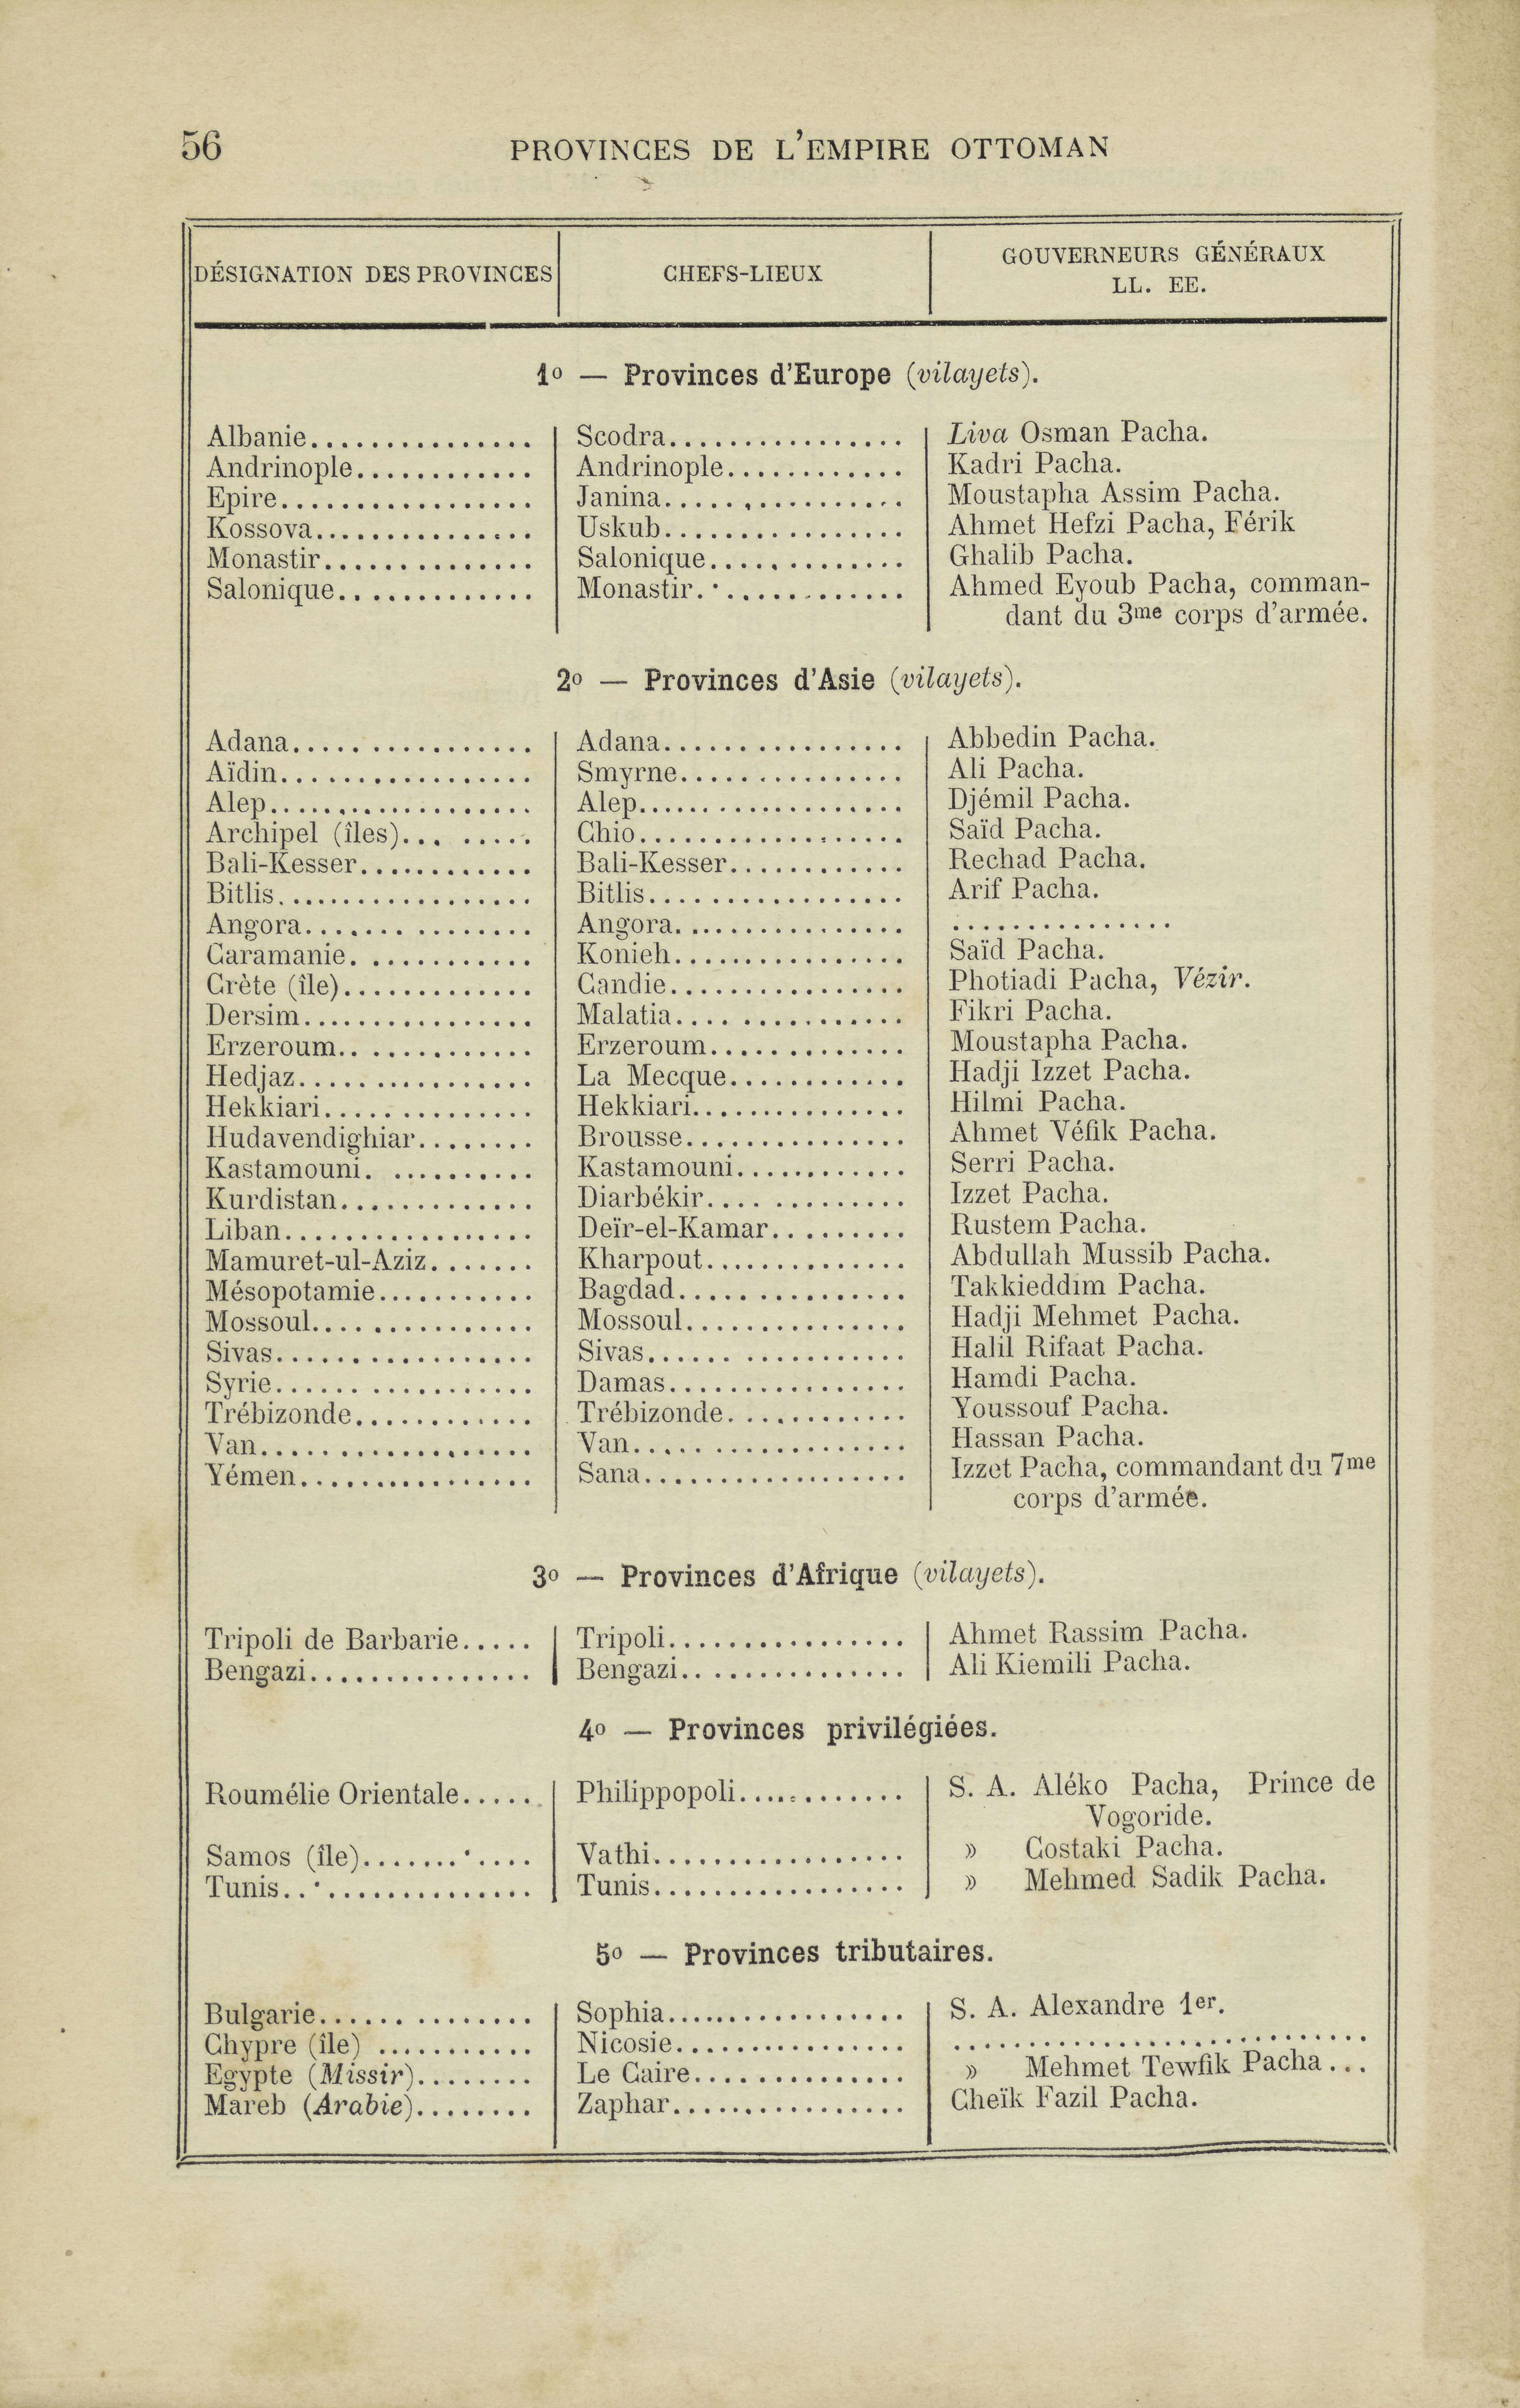 56
PROVINCES DE L'EMPIRE OTTOMAN
DÉSIGNATION DES PROVINCES | CHEFS-LIEUX | GOUVERNEURS GÉNÉRAUX
LL. EE.
1o — Provinces d'Europe (vilayets).
Albanie............... | Scodra................ | Liva Osman Pacha.
Andrinople............ | Andrinople............ | Kadri Pacha.
Epire................. | Janina................ | Moustapha Assim Pacha.
Kossova............... | Uskub................ | Ahmet Hefzi Pacha, Férik
Monastir.............. | Salonique............. | Ghalib Pacha.
Salonique............. | Monastir............. | Ahmed Eyoub Pacha, comman-
dant du 3me corps d'armée.
2o — Provinces d'Asie (vilayets).
Adana................ | Adana................ | Abbedin Pacha.
Aïdin................. | Smyrne............... | Ali Pacha.
Alep.................. | Alep.................. | Djémil Pacha.
Archipel (îles)... ..... | Chio.................. | Saïd Pacha.
Bali-Kesser............ | Bali-Kesser............ | Rechad Pacha.
Bitlis................. | Bitlis................. | Arif Pacha.
Angora............... | Angora............... | ...............
Caramanie............ | Konieh................ | Saïd Pacha.
Crète (île)............. | Candie................ | Photiadi Pacha, Vézir.
Dersim................ | Malatia............... | Fikri Pacha.
Erzeroum............. | Erzeroum............. | Moustapha Pacha.
Hedjaz................ | La Mecque............ | Hadji Izzet Pacha.
Hekkiari.............. | Hekkiari............... | Hilmi Pacha.
Hudavendighiar........ | Brousse............... | Ahmet Véfik Pacha.
Kastamouni........... | Kastamouni............ | Serri Pacha.
Kurdistan............. | Diarbékir............. | Izzet Pacha.
Liban................. | Deïr-el-Kamar......... | Rustem Pacha.
Mamuret-ul-Aziz....... | Kharpout.............. | Abdullah Mussib Pacha.
Mésopotamie........... | Bagdad................ | Takkieddim Pacha.
Mossoul............... | Mossoul............... | Hadji Mehmet Pacha.
Sivas................. | Sivas................. | Halil Rifaat Pacha.
Syrie................. | Damas................ | Hamdi Pacha.
Trébizonde............ | Trébizonde............ | Youssouf Pacha.
Van.................. | Van.................. | Hassan Pacha.
Yémen................ | Sana.................. | Izzet Pacha, commandant du 7me
corps d'armée.
3o — Provinces d'Afrique (vilayets).
Tripoli de Barbarie..... | Tripoli................ | Ahmet Rassim Pacha.
Bengazi............... | Bengazi............... | Ali Kiemili Pacha.
4o — Provinces privilégiées.
Roumélie Orientale..... | Philippopoli........... | S. A. Aléko Pacha, Prince de
Vogoride.
Samos (île)........... | Vathi................. | » Costaki Pacha.
Tunis................ | Tunis................. | » Mehmed Sadik Pacha.
5o — Provinces tributaires.
Bulgarie.............. | Sophia................ | S. A. Alexandre 1er.
Chypre (île) ........... | Nicosie................ | ............................
Egypte (Missir)........ | Le Caire.............. | » Mehmet Tewfik Pacha...
Mareb (Arabie)........ | Zaphar................ | Cheïk Fazil Pacha.